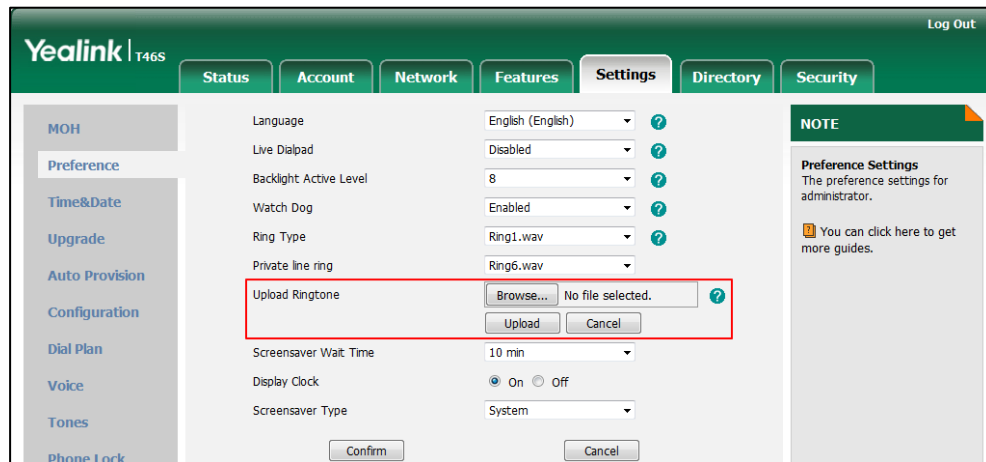 Log Out
Yealink T46S
Status Account Network Features Settings Directory Security
MOH
Preference
Time&Date
Upgrade
Auto Provision
Configuration
Dial Plan
Voice
Tones
Phone Lock
Language English (English) ?
Live Dialpad Disabled ?
Backlight Active Level 8 ?
Watch Dog Enabled ?
Ring Type Ring1.wav ?
Private line ring Ring6.wav
Upload Ringtone Browse... No file selected. ?
Upload Cancel
Screensaver Wait Time 10 min
Display Clock On Off
Screensaver Type System
Confirm Cancel
NOTE
Preference Settings
The preference settings for
administrator.
? You can click here to get
more guides.